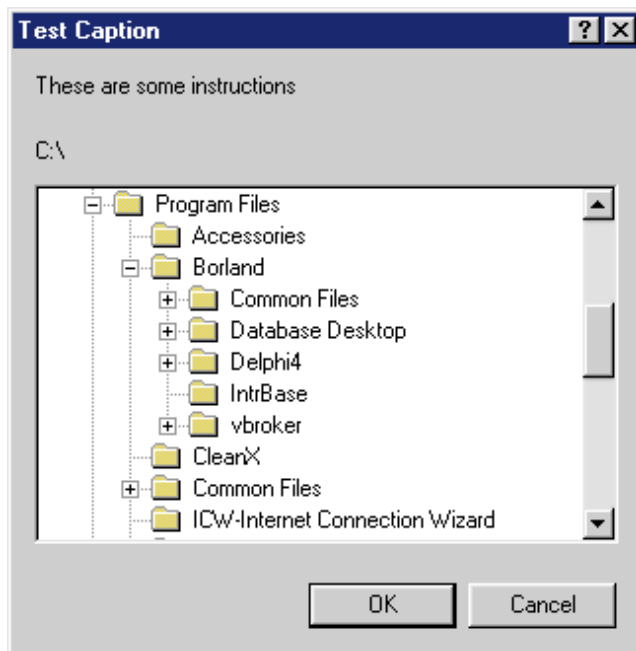 Test Caption
These are some instructions
C:\
Program Files
Accessories
Borland
Common Files
Database Desktop
Delphi4
IntrBase
vbroker
CleanX
Common Files
ICW-Internet Connection Wizard
OK Cancel